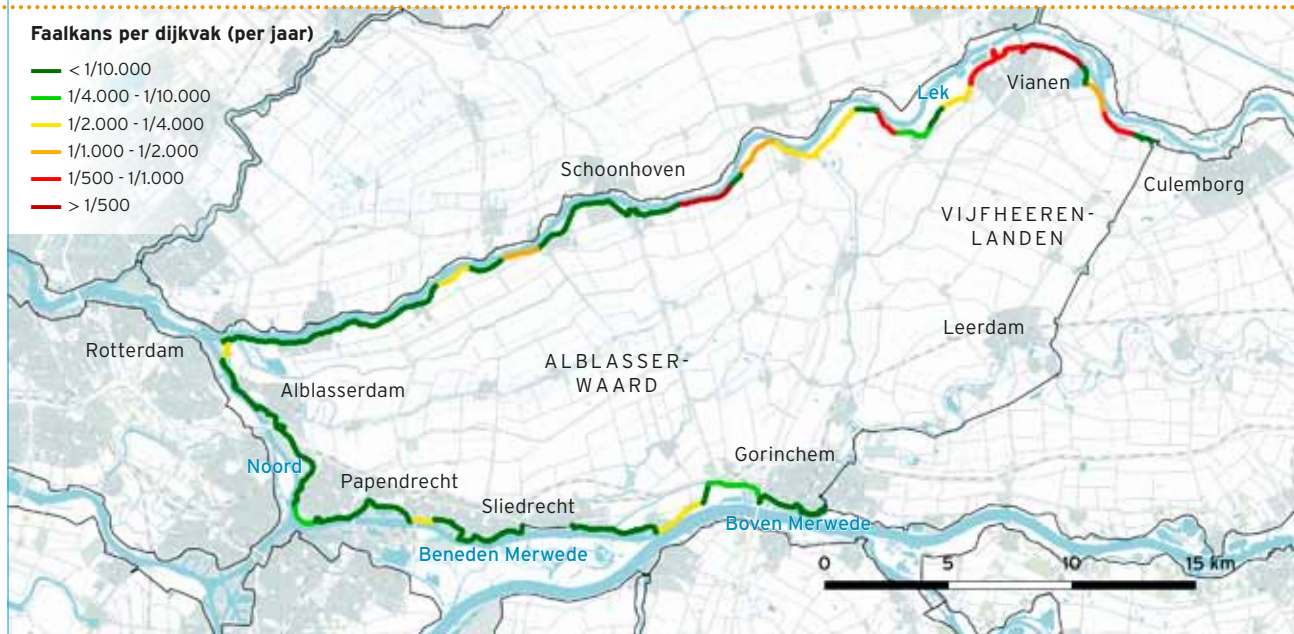 Faalkans per dijkvak (per jaar)
< 1/10.000
1/4.000 - 1/10.000
1/2.000 - 1/4.000
1/1.000 - 1/2.000
1/500 - 1/1.000
> 1/500
Lek
Vianen
Schoonhoven
Culemborg
VIJFHEEREN-
LANDEN
Rotterdam
Leerdam
ALBLASSER-
WAARD
Alblasserdam
Noord
Gorinchem
Papendrecht
Sliedrecht
Boven Merwede
Beneden Merwede
0 5 10 15 km